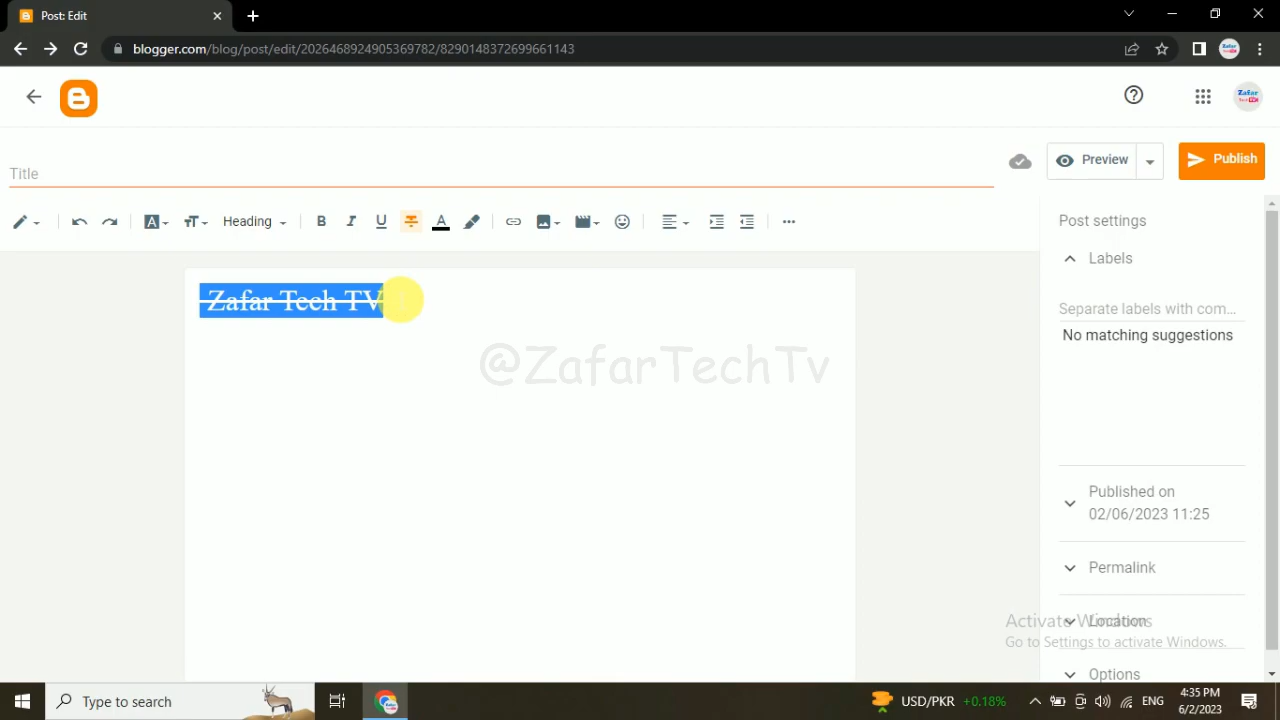 Post: Edit
blogger.com/blog/post/edit/2026468924905369782/8290148372699661143
Zafar
Title
Preview
Publish
Heading
B I U A
Post settings
Labels
Separate labels with com...
No matching suggestions
Zafar Tech TV
@ZafarTechTv
Published on
02/06/2023 11:25
Permalink
Location
Activate Windows
Go to Settings to activate Windows.
Options
Type to search
USD/PKR +0.18%
ENG
4:35 PM
6/2/2023